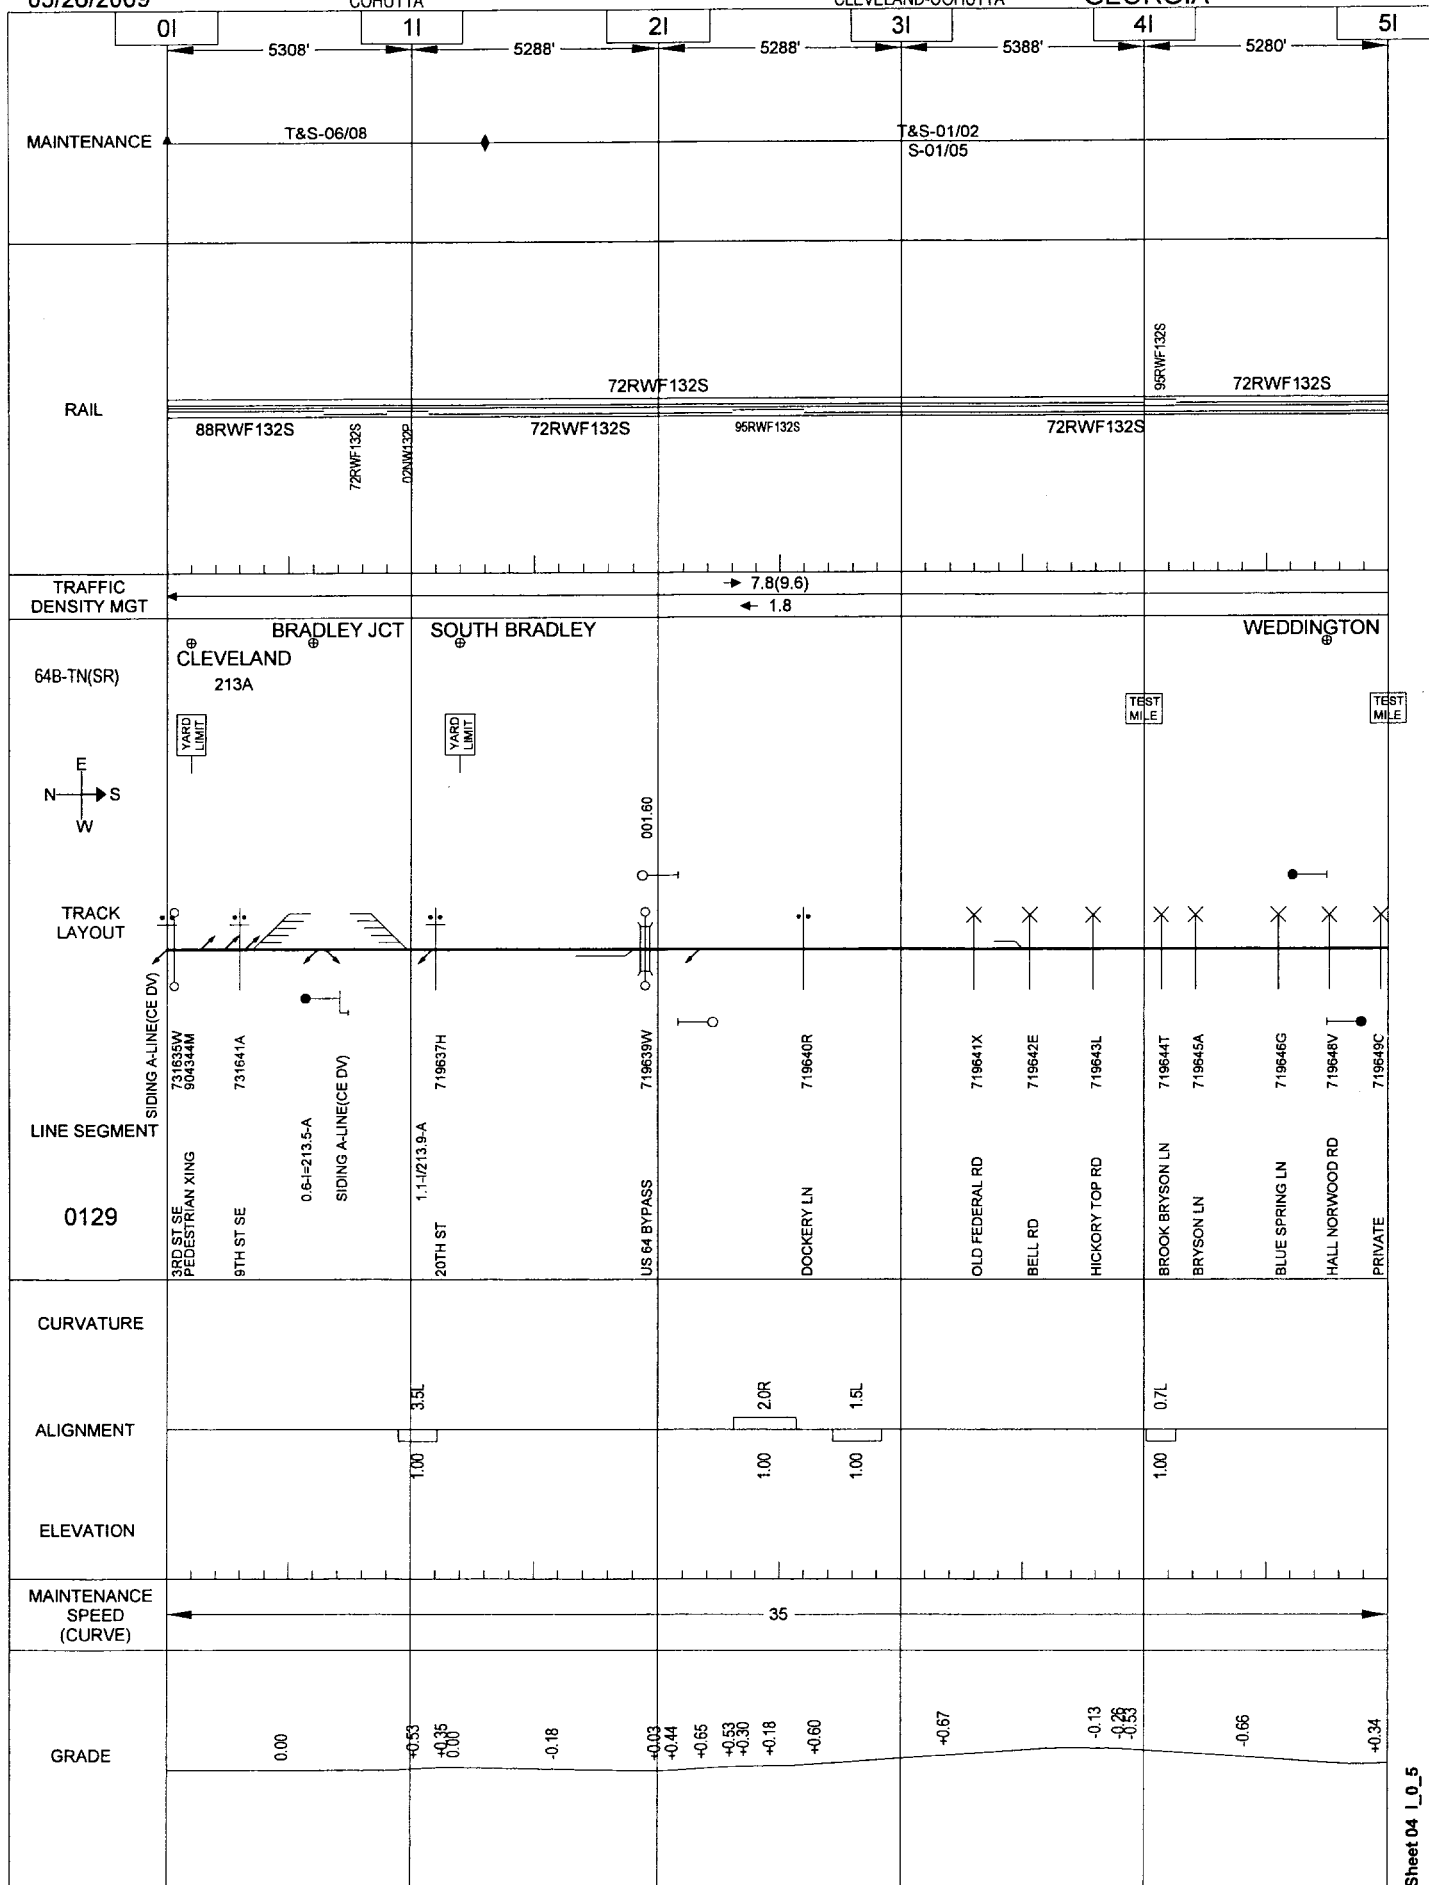 05/26/2009
COHUTTA
CLEVELAND-COHUTTA
GEORGIA
0I
1I
2I
3I
4I
5I
5308'
5288'
5288'
5388'
5280'
MAINTENANCE
T&S-06/08
T&S-01/02
S-01/05
RAIL
72RWF132S
95RWF132S
72RWF132S
88RWF132S
72RWF132S
02NW132P
72RWF132S
95RWF132S
72RWF132S
TRAFFIC
DENSITY MGT
7.8(9.6)
1.8
64B-TN(SR)
CLEVELAND
213A
BRADLEY JCT
SOUTH BRADLEY
WEDDINGTON
YARD
LIMIT
YARD
LIMIT
TEST
MILE
TEST
MILE
E
N
S
W
001.60
TRACK
LAYOUT
SIDING A-LINE(CE DV)
731635W
904344M
731641A
SIDING A-LINE(CE DV)
719637H
719639W
719640R
719641X
719642E
719643L
719644T
719645A
719646G
719648V
719649C
LINE SEGMENT
0129
3RD ST SE
PEDESTRIAN XING
9TH ST SE
0.6-I=213.5-A
1.1-I/213.9-A
20TH ST
US 64 BYPASS
DOCKERY LN
OLD FEDERAL RD
BELL RD
HICKORY TOP RD
BROOK BRYSON LN
BRYSON LN
BLUE SPRING LN
HALL NORWOOD RD
PRIVATE
CURVATURE
3.5L
2.0R
1.5L
0.7L
ALIGNMENT
1.00
1.00
1.00
1.00
ELEVATION
MAINTENANCE
SPEED
(CURVE)
35
GRADE
0.00
+0.53
+0.35
0.00
-0.18
+0.03
+0.44
+0.65
+0.53
+0.30
+0.18
+0.60
+0.67
-0.13
-0.26
-0.53
-0.66
+0.34
Sheet 04 I_0_5